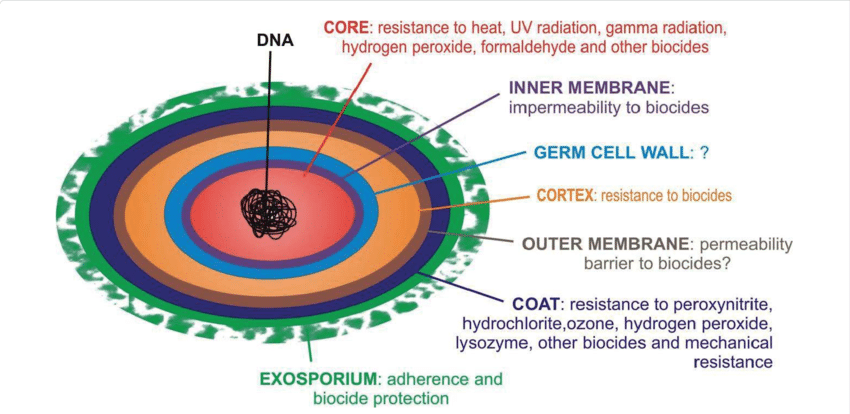 DNA
CORE: resistance to heat, UV radiation, gamma radiation,
hydrogen peroxide, formaldehyde and other biocides
INNER MEMBRANE:
impermeability to biocides
GERM CELL WALL: ?
CORTEX: resistance to biocides
OUTER MEMBRANE: permeability
barrier to biocides?
COAT: resistance to peroxynitrite,
hydrochlorite,ozone, hydrogen peroxide,
lysozyme, other biocides and mechanical
resistance
EXOSPORIUM: adherence and
biocide protection